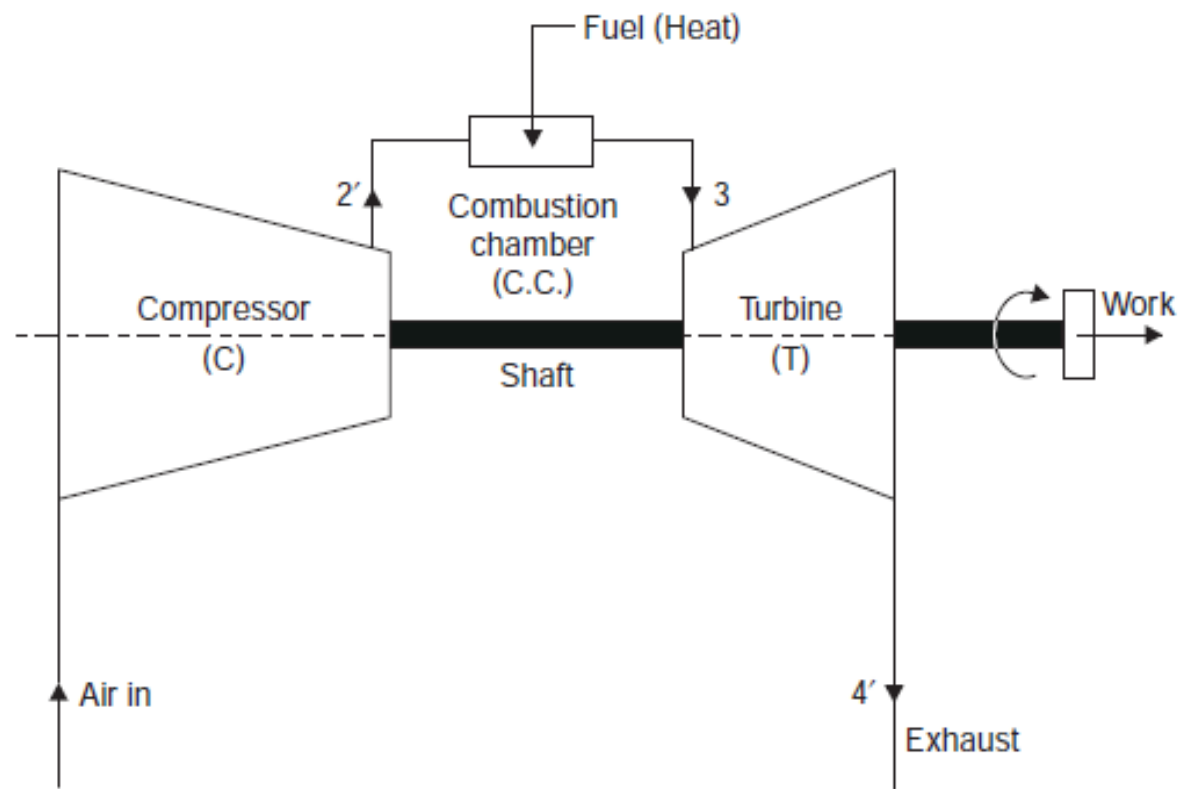 Fuel (Heat)
2′
3
Combustion
chamber
(C.C.)
Compressor
(C)
Turbine
(T)
Work
Shaft
Air in
4′
Exhaust